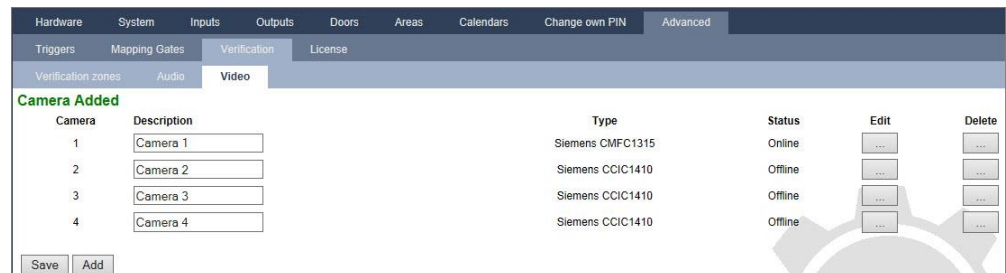 Hardware System Inputs Outputs Doors Areas Calendars Change own PIN Advanced
Triggers Mapping Gates Verification License
Verification zones Audio Video
Camera Added
Camera Description Type Status Edit Delete
1 Camera 1 Siemens CMFC1315 Online ... ...
2 Camera 2 Siemens CCIC1410 Offline ... ...
3 Camera 3 Siemens CCIC1410 Offline ... ...
4 Camera 4 Siemens CCIC1410 Offline ... ...
Save Add